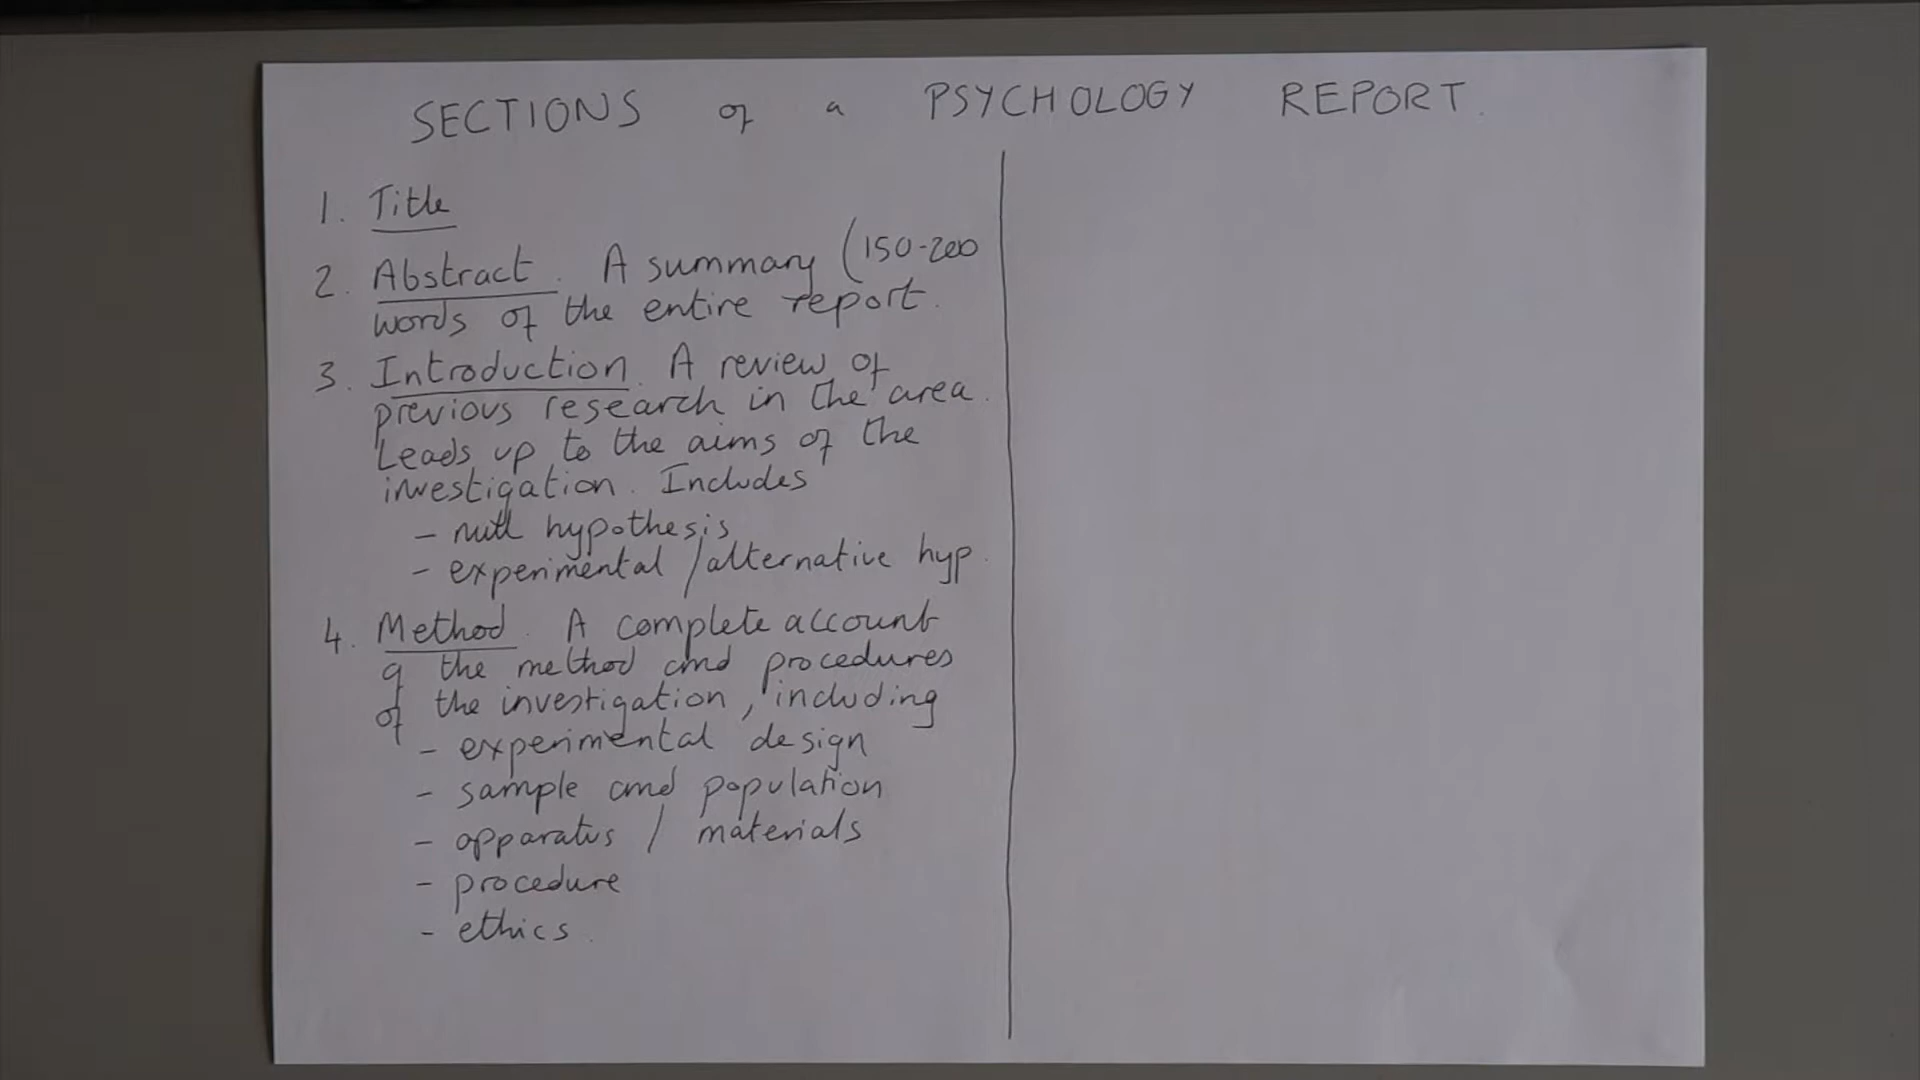 SECTIONS of a PSYCHOLOGY REPORT.
1. Title
2. Abstract. A summary (150-200
words of the entire report.
3. Introduction. A review of
previous research in the area.
Leads up to the aims of the
investigation. Includes
- null hypothesis
- experimental / alternative hyp.
4. Method. A complete account
of the method and procedures
of the investigation, including
- experimental design
- sample and population
- apparatus / materials
- procedure
- ethics.